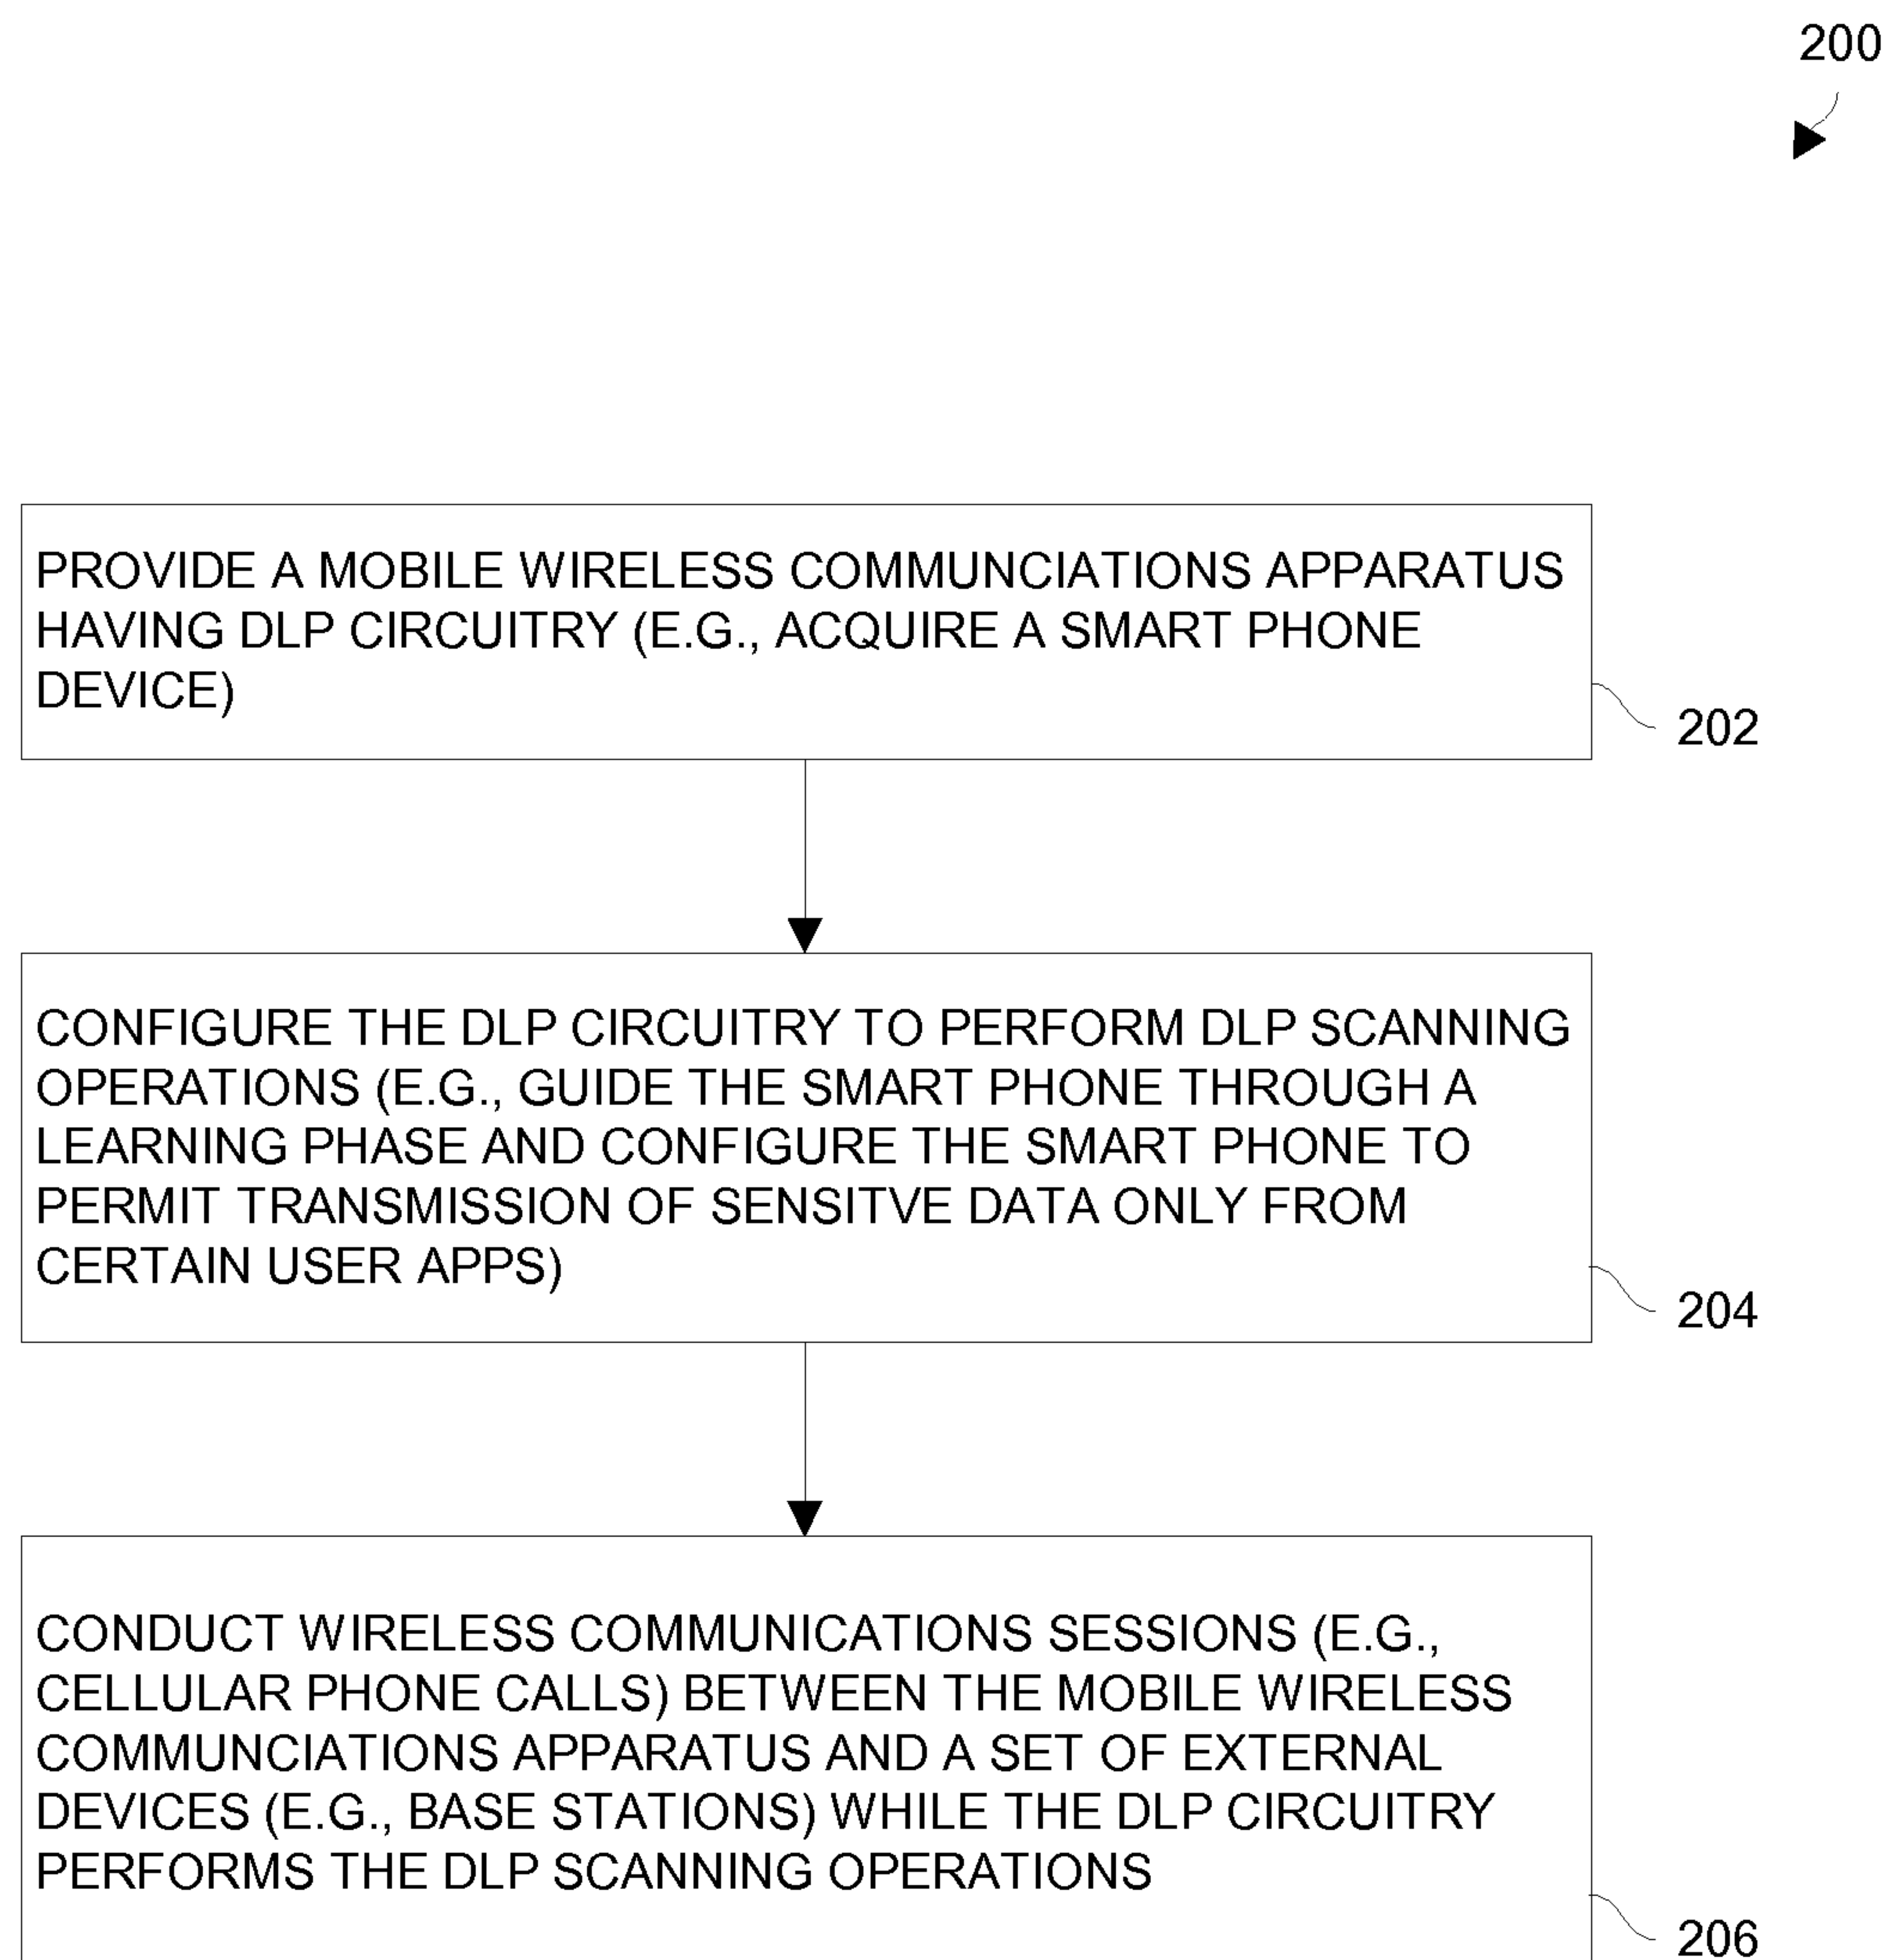 200
PROVIDE A MOBILE WIRELESS COMMUNCIATIONS APPARATUS
HAVING DLP CIRCUITRY (E.G., ACQUIRE A SMART PHONE
DEVICE)
202
CONFIGURE THE DLP CIRCUITRY TO PERFORM DLP SCANNING
OPERATIONS (E.G., GUIDE THE SMART PHONE THROUGH A
LEARNING PHASE AND CONFIGURE THE SMART PHONE TO
PERMIT TRANSMISSION OF SENSITVE DATA ONLY FROM
CERTAIN USER APPS)
204
CONDUCT WIRELESS COMMUNICATIONS SESSIONS (E.G.,
CELLULAR PHONE CALLS) BETWEEN THE MOBILE WIRELESS
COMMUNCIATIONS APPARATUS AND A SET OF EXTERNAL
DEVICES (E.G., BASE STATIONS) WHILE THE DLP CIRCUITRY
PERFORMS THE DLP SCANNING OPERATIONS
206